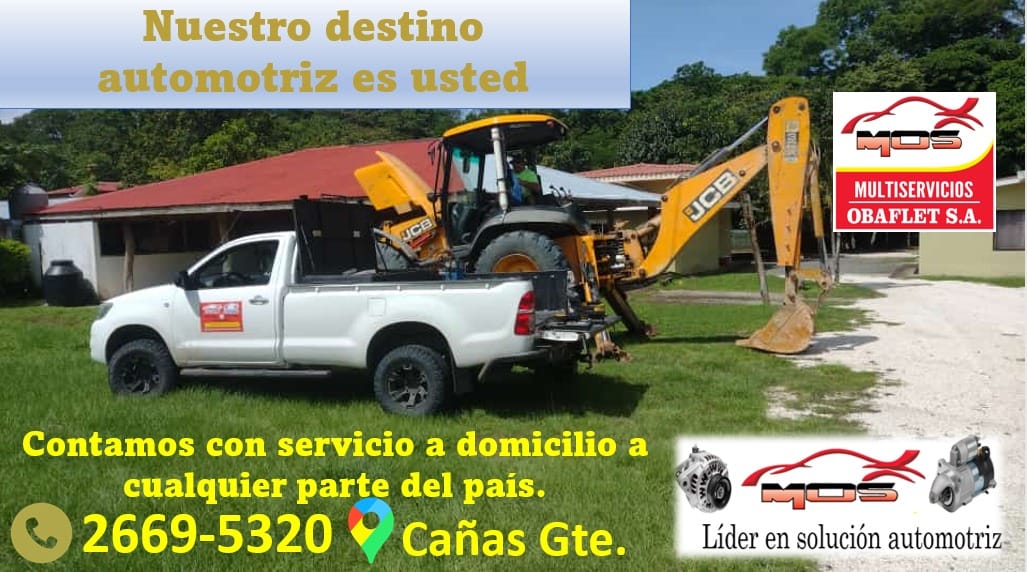 Nuestro destino
automotriz es usted
MOS
MULTISERVICIOS
OBAFLET S.A.
JCB
JCB
Contamos con servicio a domicilio a
cualquier parte del país.
2669-5320
Cañas Gte.
MOS
Líder en solución automotriz